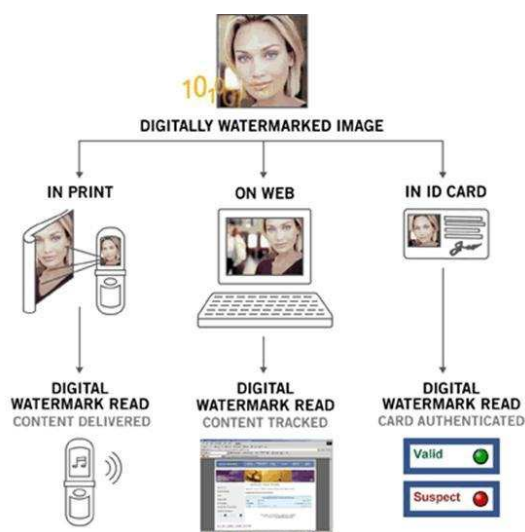 10101
DIGITALLY WATERMARKED IMAGE
IN PRINT
ON WEB
IN ID CARD
DIGITAL
WATERMARK READ
CONTENT DELIVERED
DIGITAL
WATERMARK READ
CONTENT TRACKED
DIGITAL
WATERMARK READ
CARD AUTHENTICATED
Valid
Suspect